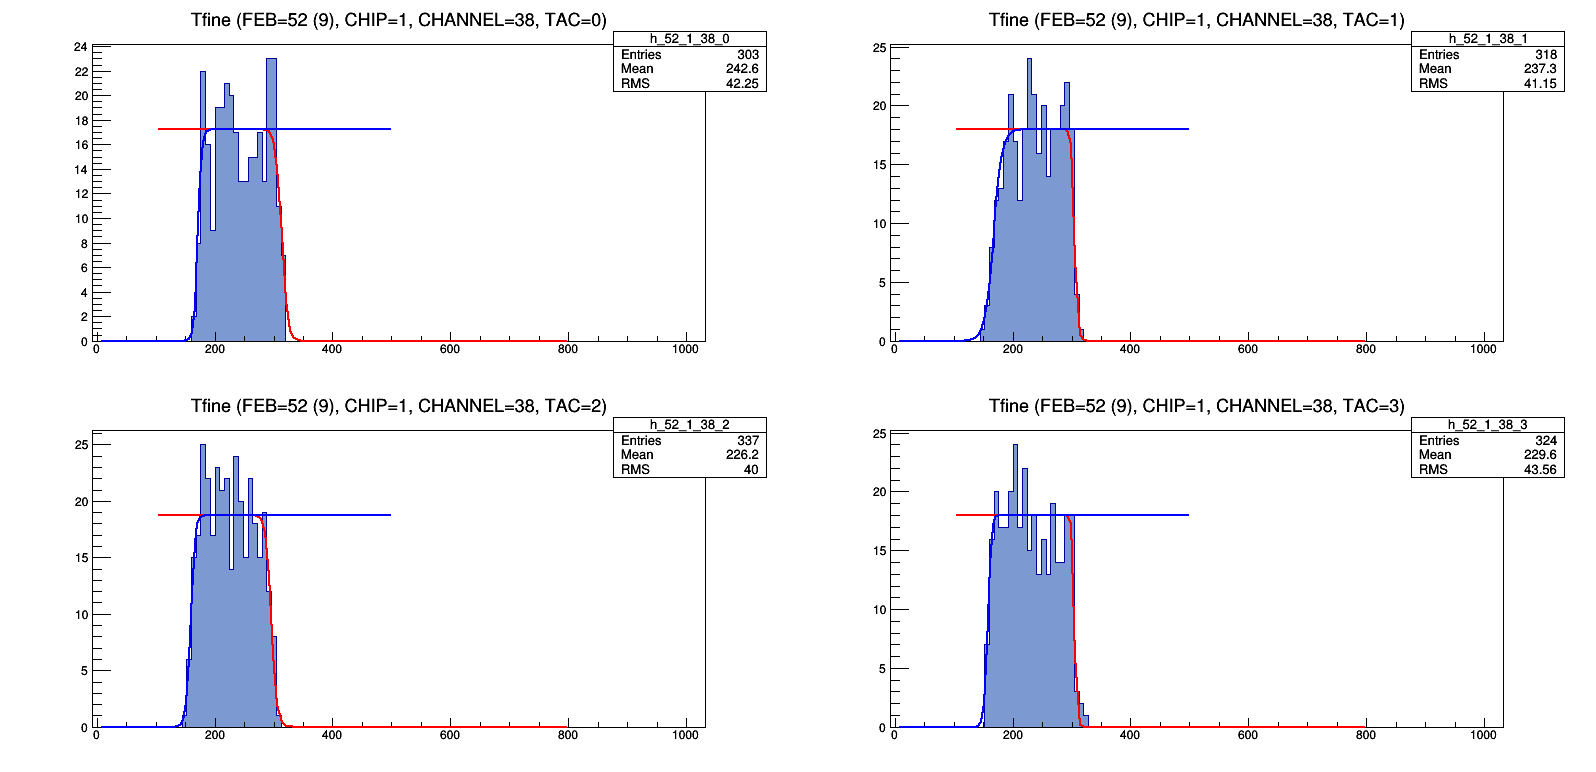 Tfine (FEB=52 (9), CHIP=1, CHANNEL=38, TAC=0)
h_52_1_38_0
Entries 303
Mean 242.6
RMS 42.25
24
22
20
18
16
14
12
10
8
6
4
2
0
0 200 400 600 800 1000
Tfine (FEB=52 (9), CHIP=1, CHANNEL=38, TAC=1)
h_52_1_38_1
Entries 318
Mean 237.3
RMS 41.15
25
20
15
10
5
0
0 200 400 600 800 1000
Tfine (FEB=52 (9), CHIP=1, CHANNEL=38, TAC=2)
h_52_1_38_2
Entries 337
Mean 226.2
RMS 40
25
20
15
10
5
0
0 200 400 600 800 1000
Tfine (FEB=52 (9), CHIP=1, CHANNEL=38, TAC=3)
h_52_1_38_3
Entries 324
Mean 229.6
RMS 43.56
25
20
15
10
5
0
0 200 400 600 800 1000